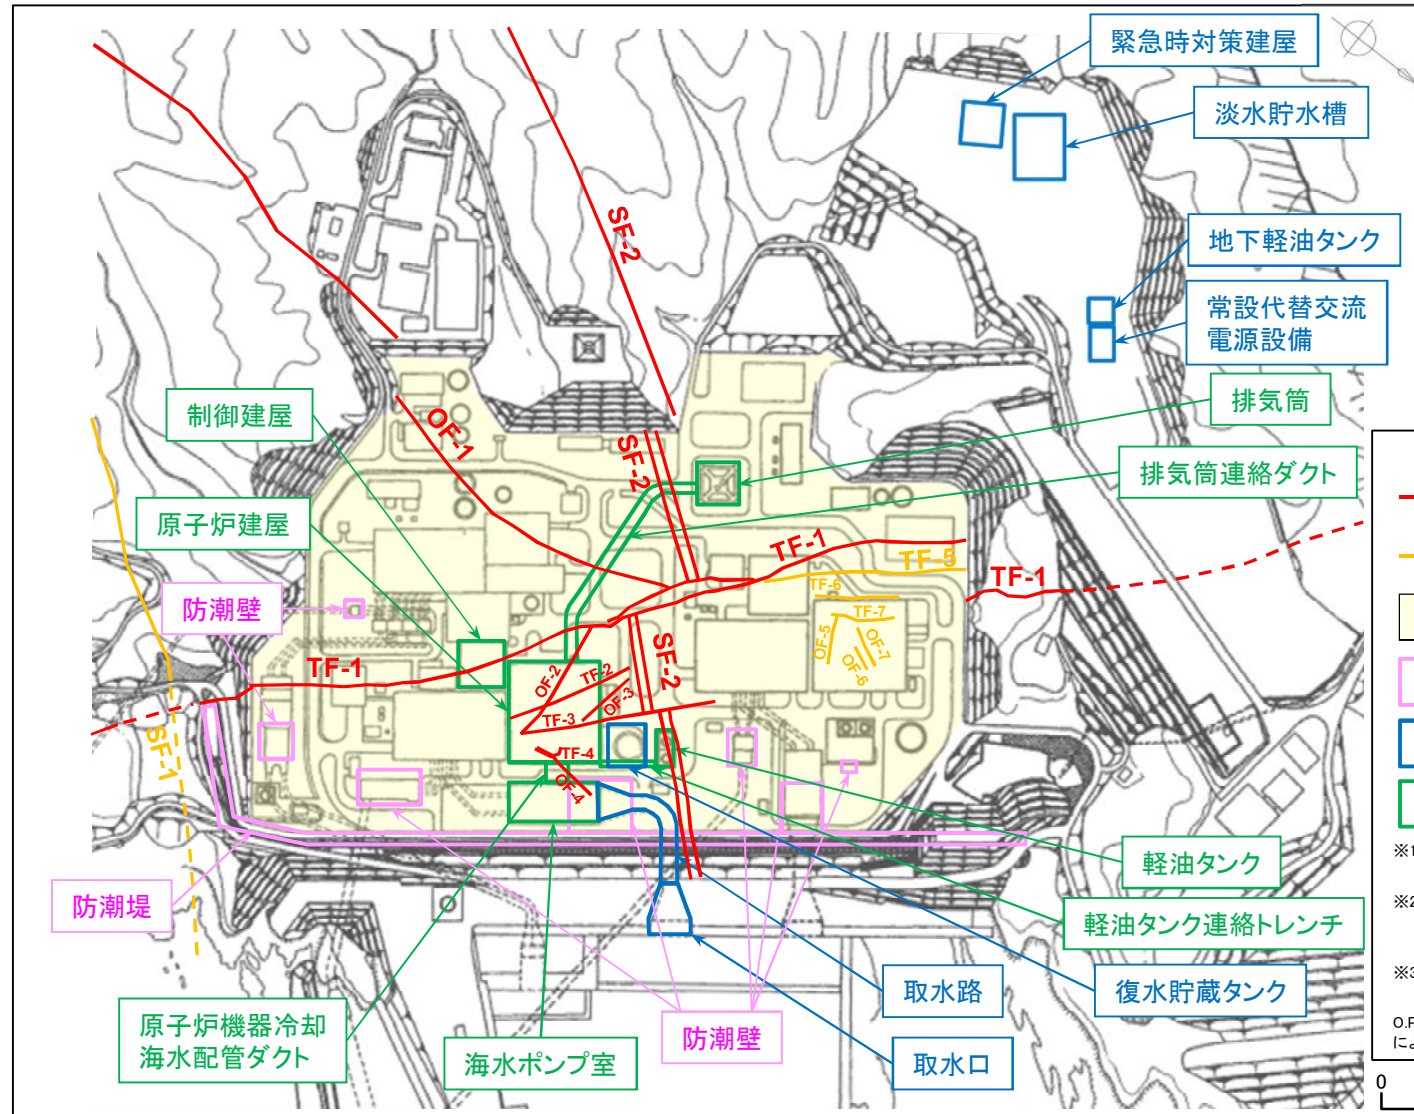 緊急時対策建屋
淡水貯水槽
SF-2
地下軽油タンク
常設代替交流
電源設備
制御建屋
排気筒
OF-1
SF-2
排気筒連絡ダクト
原子炉建屋
TF-1
TF-5
TF-1
TF-6
防潮壁
TF-7
OF-5
OF-7
OF-6
SF-2
TF-1
OF-2
TF-2
OF-3
TF-3
SF-1
TF-4
OF-4
※1
軽油タンク
防潮堤
※2
軽油タンク連絡トレンチ
※3
取水路
復水貯蔵タンク
原子炉機器冷却
海水配管ダクト
防潮壁
海水ポンプ室
取水口
O.P
によ
0